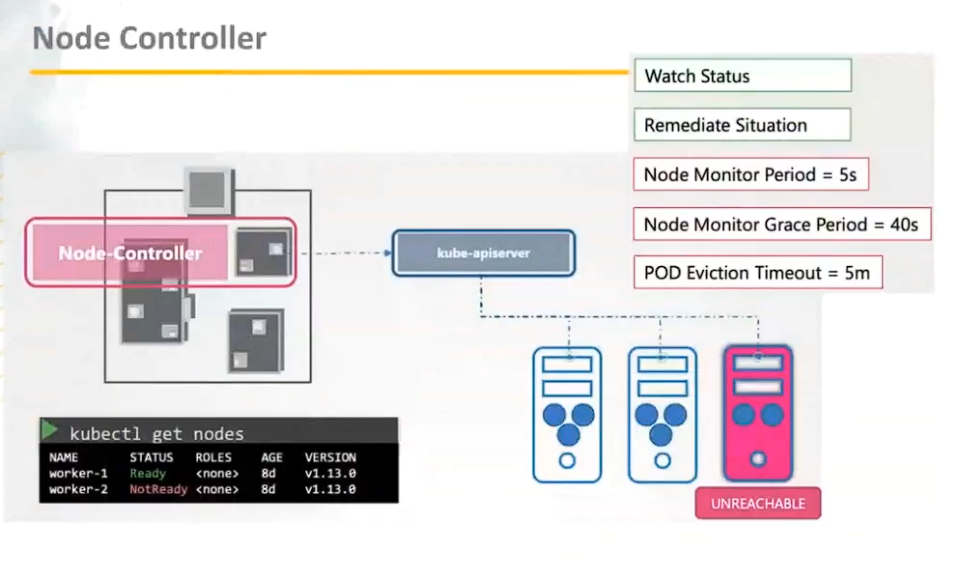 Node Controller
Watch Status
Remediate Situation
Node Monitor Period = 5s
Node Monitor Grace Period = 40s
POD Eviction Timeout = 5m
Node-Controller
kube-apiserver
kubectl get nodes
NAME STATUS ROLES AGE VERSION
worker-1 Ready <none> 8d v1.13.0
worker-2 NotReady <none> 8d v1.13.0
UNREACHABLE